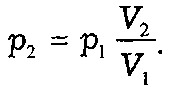 p₂ = p₁ V₂/V₁.